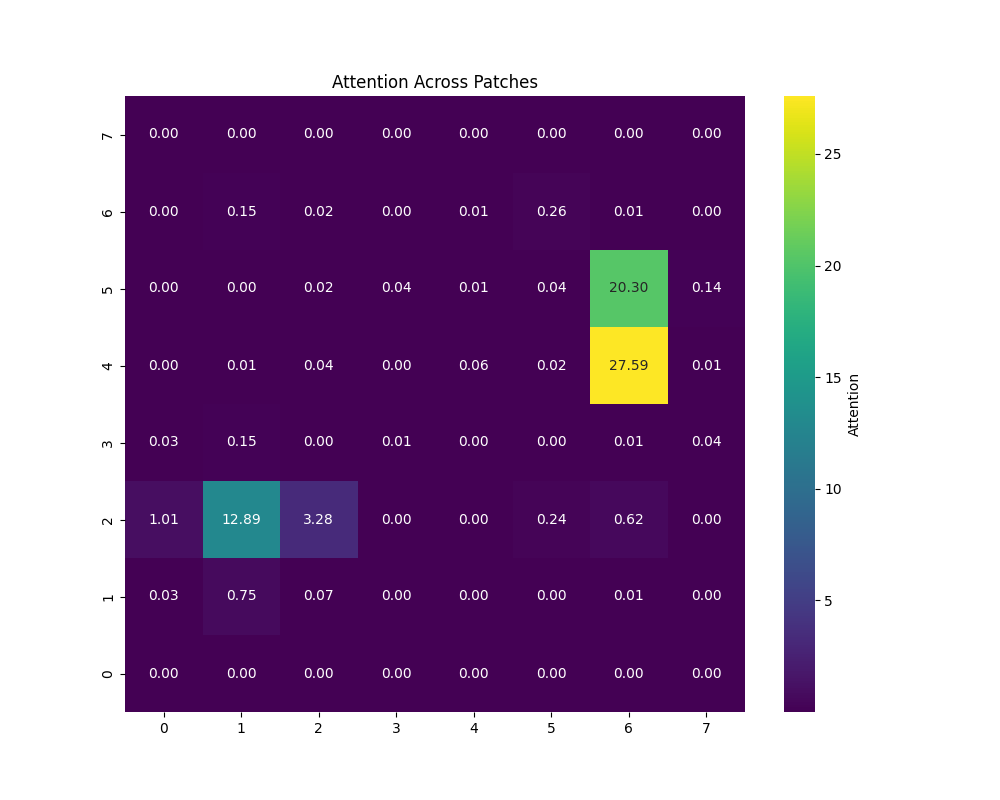 Attention Across Patches
7 0.00 0.00 0.00 0.00 0.00 0.00 0.00 0.00
6 0.00 0.15 0.02 0.00 0.01 0.26 0.01 0.00
5 0.00 0.00 0.02 0.04 0.01 0.04 20.30 0.14
4 0.00 0.01 0.04 0.00 0.06 0.02 27.59 0.01
3 0.03 0.15 0.00 0.01 0.00 0.00 0.01 0.04
2 1.01 12.89 3.28 0.00 0.00 0.24 0.62 0.00
1 0.03 0.75 0.07 0.00 0.00 0.00 0.01 0.00
0 0.00 0.00 0.00 0.00 0.00 0.00 0.00 0.00
0 1 2 3 4 5 6 7
25
20
15
10
5
Attention